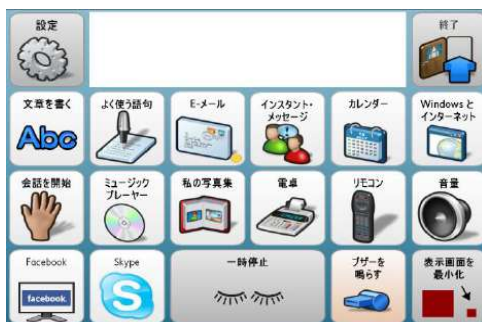 設定
終了
文章を書く
よく使う語句
E-メール
インスタント・
メッセージ
カレンダー
Windowsと
インターネット
Abc
会話を開始
ミュージック
プレーヤー
私の写真集
電卓
リモコン
音量
Facebook
Skype
一時停止
ブザーを
鳴らす
表示画面を
最小化
facebook
S